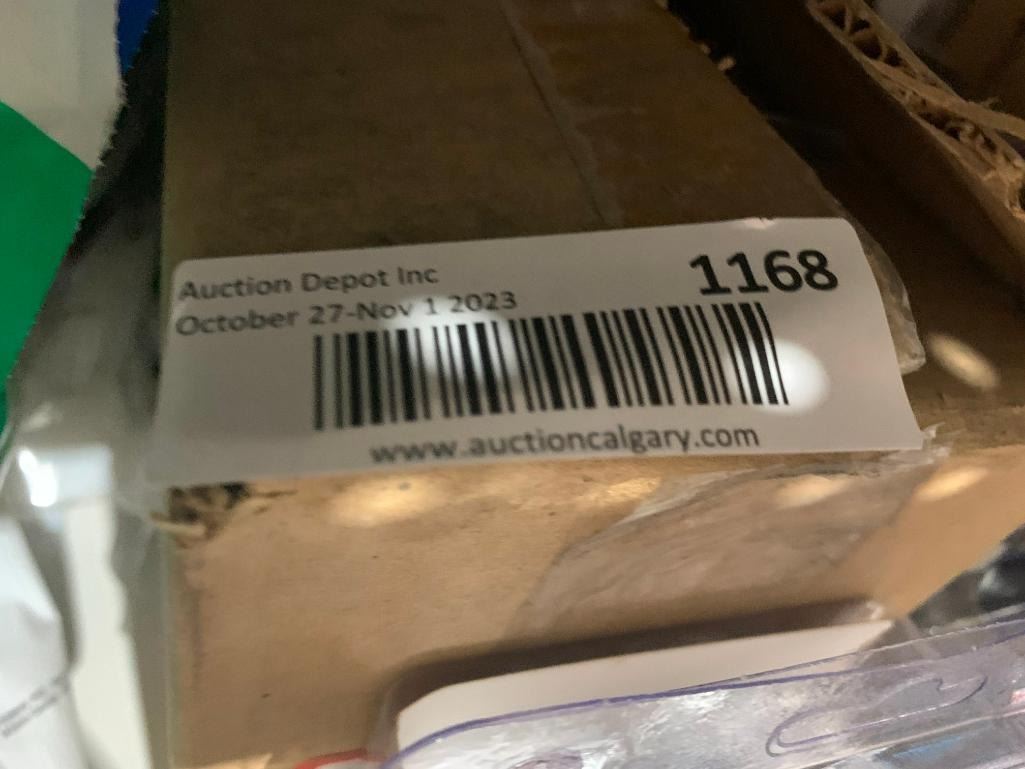 Auction Depot Inc
1168
October 27-Nov 1 2023
www.auctioncalgary.com